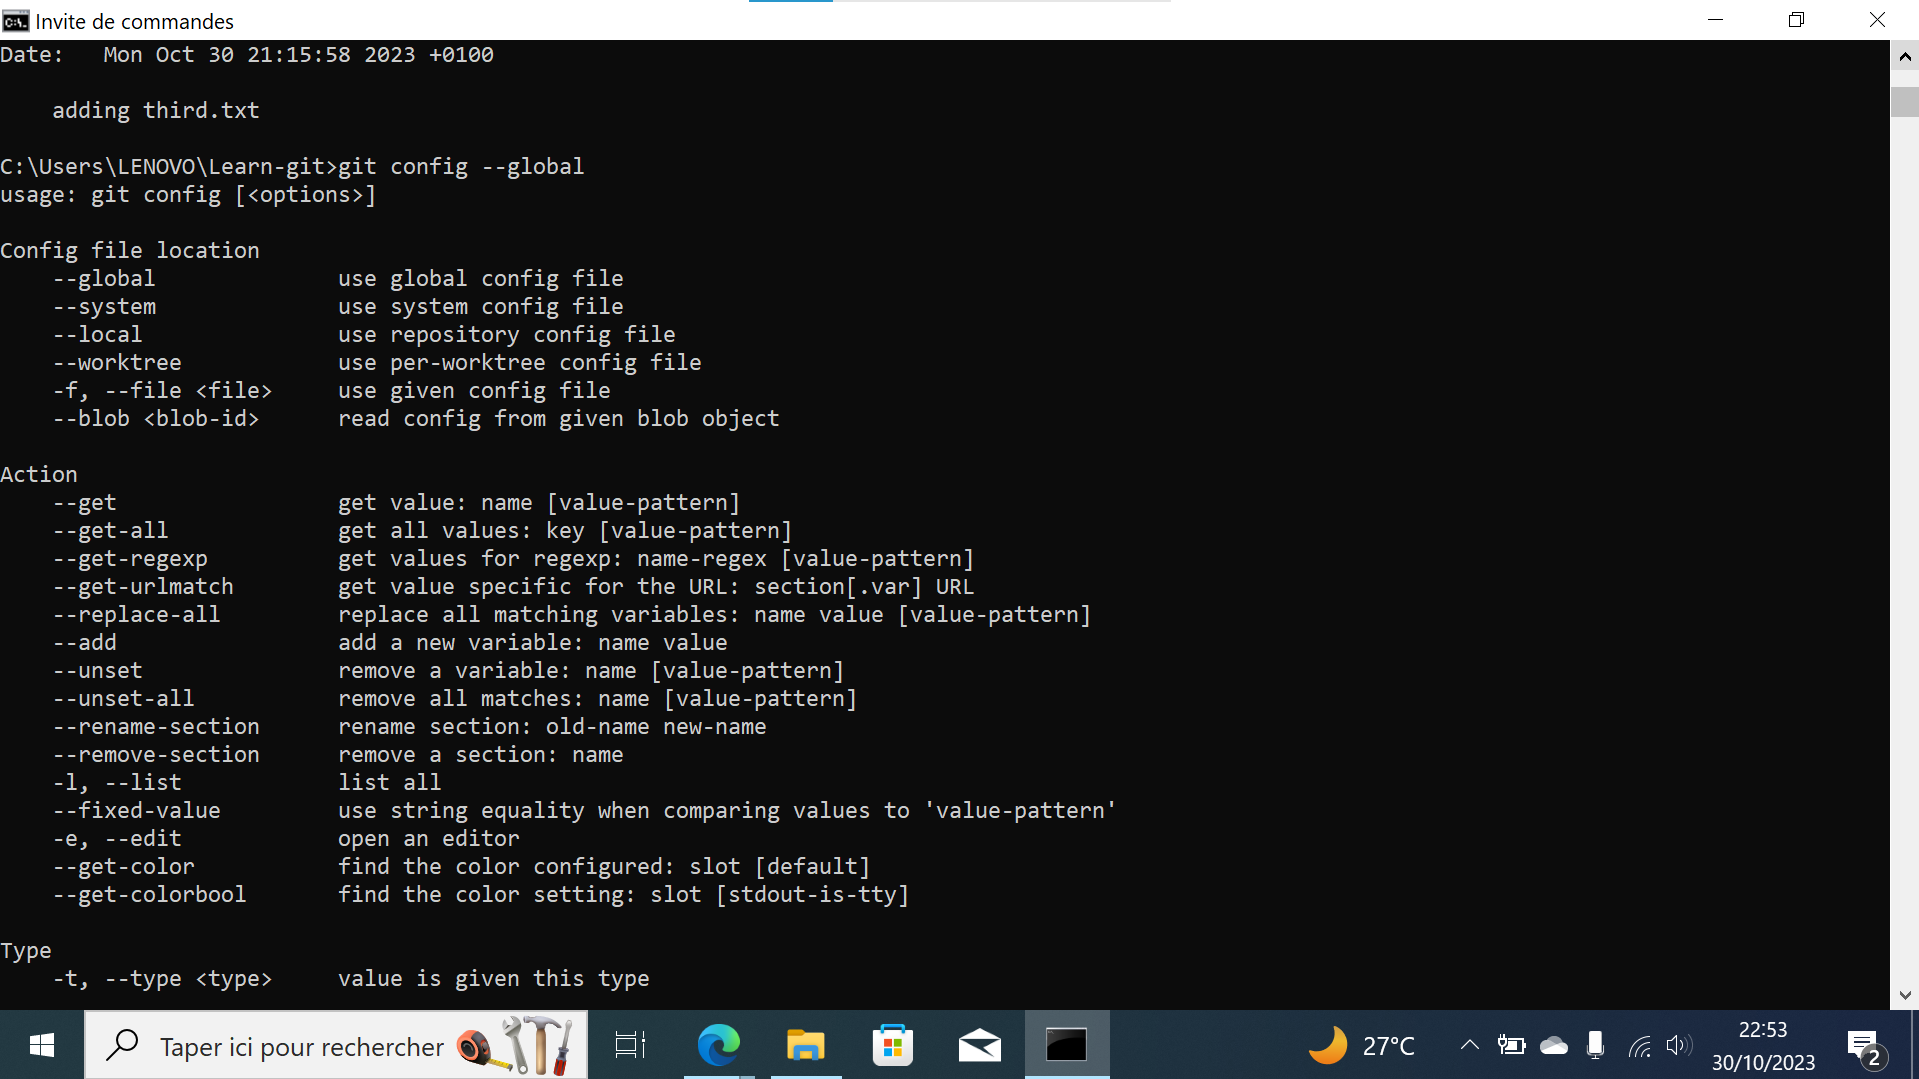 Invite de commandes
Date:   Mon Oct 30 21:15:58 2023 +0100
    adding third.txt
C:\Users\LENOVO\Learn-git>git config --global
usage: git config [<options>]
Config file location
    --global              use global config file
    --system              use system config file
    --local               use repository config file
    --worktree            use per-worktree config file
    -f, --file <file>     use given config file
    --blob <blob-id>      read config from given blob object
Action
    --get                 get value: name [value-pattern]
    --get-all             get all values: key [value-pattern]
    --get-regexp          get values for regexp: name-regex [value-pattern]
    --get-urlmatch        get value specific for the URL: section[.var] URL
    --replace-all         replace all matching variables: name value [value-pattern]
    --add                 add a new variable: name value
    --unset               remove a variable: name [value-pattern]
    --unset-all           remove all matches: name [value-pattern]
    --rename-section      rename section: old-name new-name
    --remove-section      remove a section: name
    -l, --list            list all
    --fixed-value         use string equality when comparing values to 'value-pattern'
    -e, --edit            open an editor
    --get-color           find the color configured: slot [default]
    --get-colorbool       find the color setting: slot [stdout-is-tty]
Type
    -t, --type <type>     value is given this type
Taper ici pour rechercher
27°C
22:53
30/10/2023
2